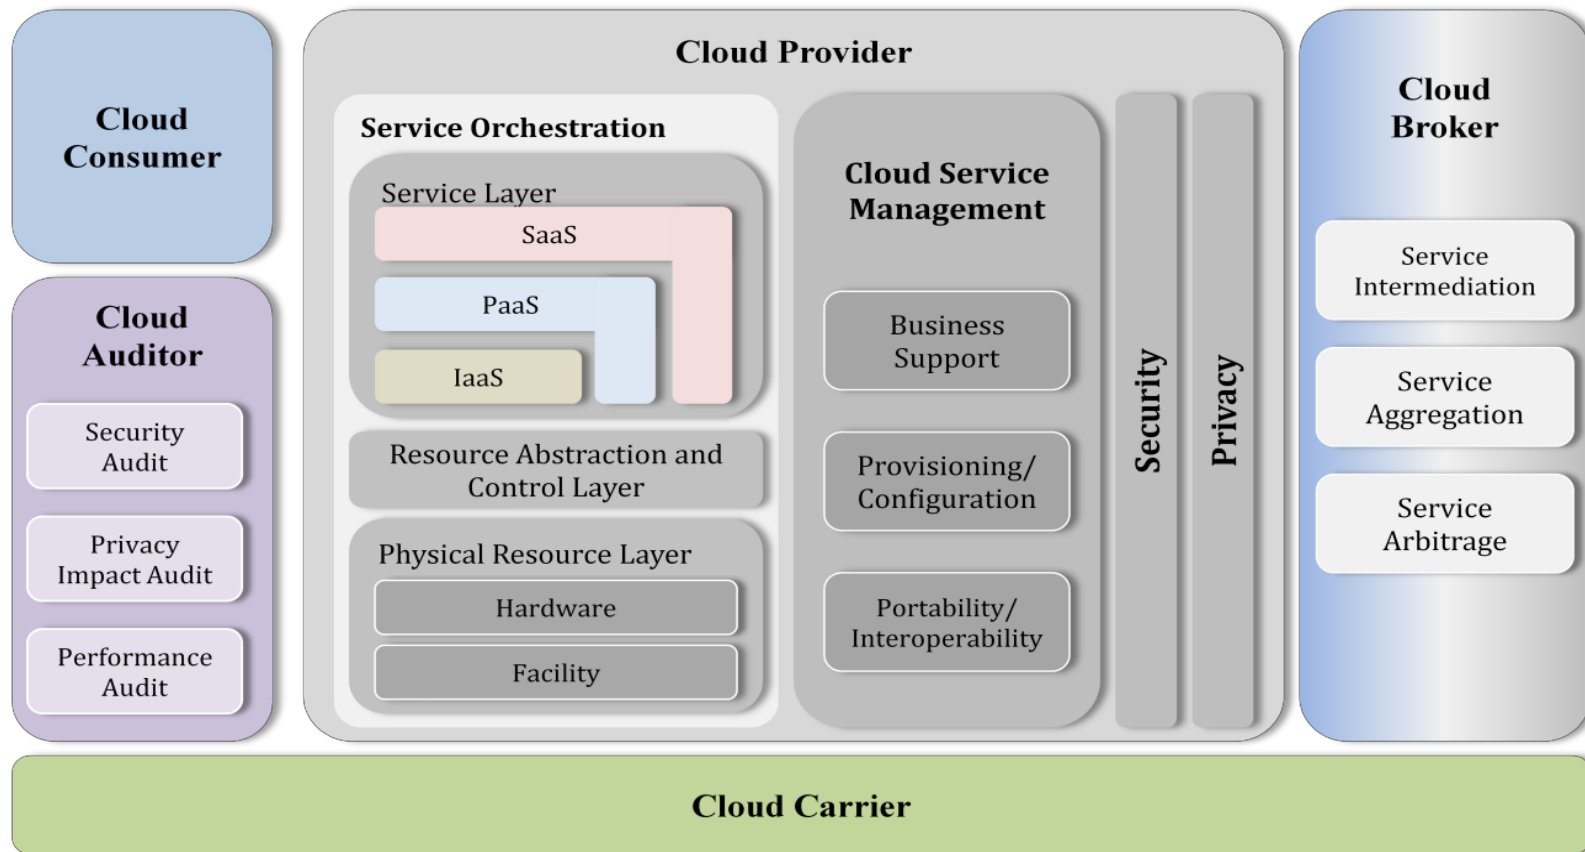 Cloud
Consumer
Cloud
Auditor
Security
Audit
Privacy
Impact Audit
Performance
Audit
Cloud Provider
Service Orchestration
Service Layer
SaaS
PaaS
IaaS
Resource Abstraction and
Control Layer
Physical Resource Layer
Hardware
Facility
Cloud Service
Management
Business
Support
Provisioning/
Configuration
Portability/
Interoperability
Security
Privacy
Cloud
Broker
Service
Intermediation
Service
Aggregation
Service
Arbitrage
Cloud Carrier